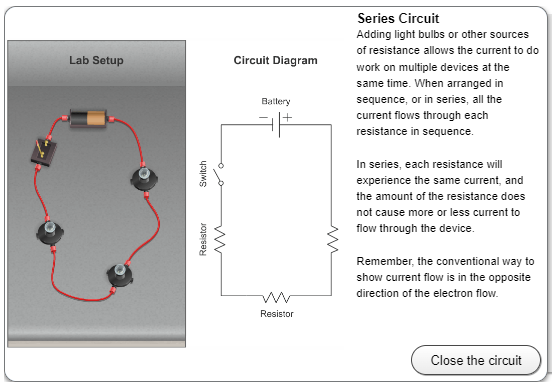 Series Circuit
Adding light bulbs or other sources
of resistance allows the current to do
work on multiple devices at the
same time. When arranged in
sequence, or in series, all the
current flows through each
resistance in sequence.
In series, each resistance will
experience the same current, and
the amount of the resistance does
not cause more or less current to
flow through the device.
Remember, the conventional way to
show current flow is in the opposite
direction of the electron flow.
Lab Setup
Circuit Diagram
Battery
− +
Switch
Resistor
Resistor
Close the circuit